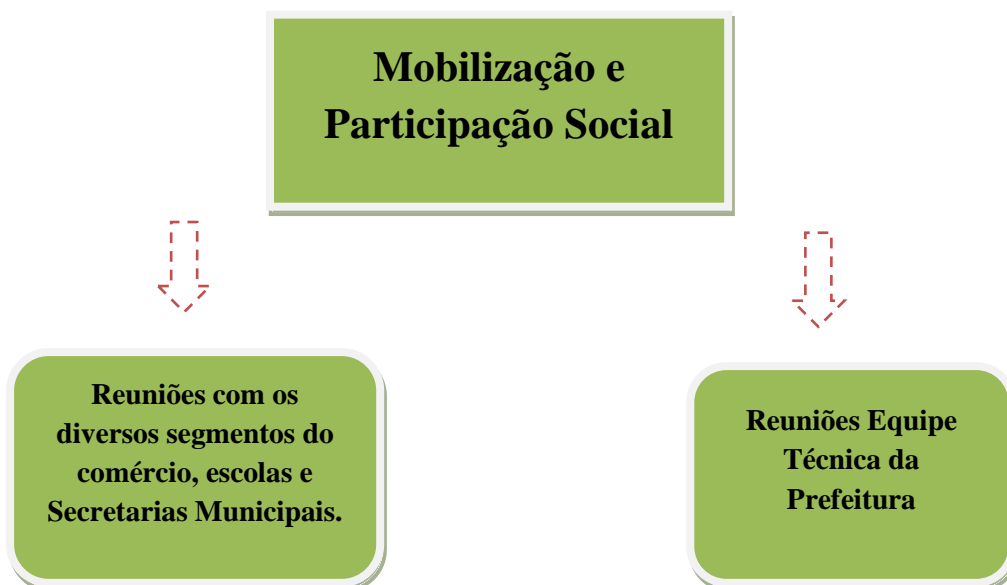 Mobilização e
Participação Social
Reuniões com os
diversos segmentos do
comércio, escolas e
Secretarias Municipais.
Reuniões Equipe
Técnica da
Prefeitura